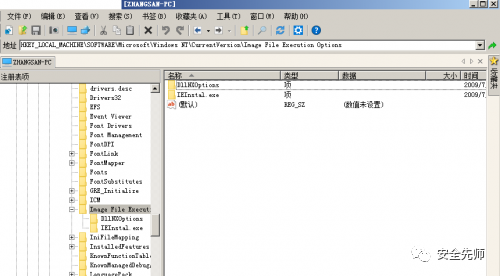 [ZHANGSAN-PC]
文件(F) 编辑(E) 查看(V) 搜索(S) 书签(B) 收藏夹(A) 工具(T) 窗口(W) 帮助(H)
地址 HKEY_LOCAL_MACHINE\SOFTWARE\Microsoft\Windows NT\CurrentVersion\Image File Execution Options
ZHANGSAN-PC
注册表项
名称 类型 数据 大小 时间
drivers.desc
Drivers32
EFS
Event Viewer
Font Drivers
Font Management
FontDPI
FontLink
FontMapper
Fonts
FontSubstitutes
GRE_Initialize
ICM
Image File Executi
DllNXOptions
IEInstal.exe
IniFileMapping
InstalledFeatures
KnownFunctionTable
KnownManagedDebug
LanguagePack
DllNXOptions 项 2009/7
IEInstal.exe 项 2009/7
(默认) REG_SZ (数值未设置)
安全先师